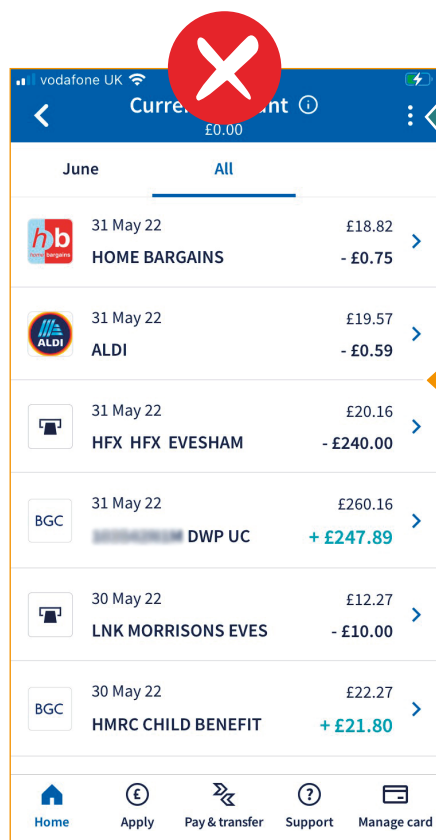 vodafone UK
Curre nt
£0.00
June All
31 May 22 £18.82
hb home bargains
HOME BARGAINS - £0.75
31 May 22 £19.57
ALDI
ALDI - £0.59
31 May 22 £20.16
HFX HFX EVESHAM - £240.00
31 May 22 £260.16
BGC
DWP UC + £247.89
30 May 22 £12.27
LNK MORRISONS EVES - £10.00
30 May 22 £22.27
BGC
HMRC CHILD BENEFIT + £21.80
Home Apply Pay & transfer Support Manage card